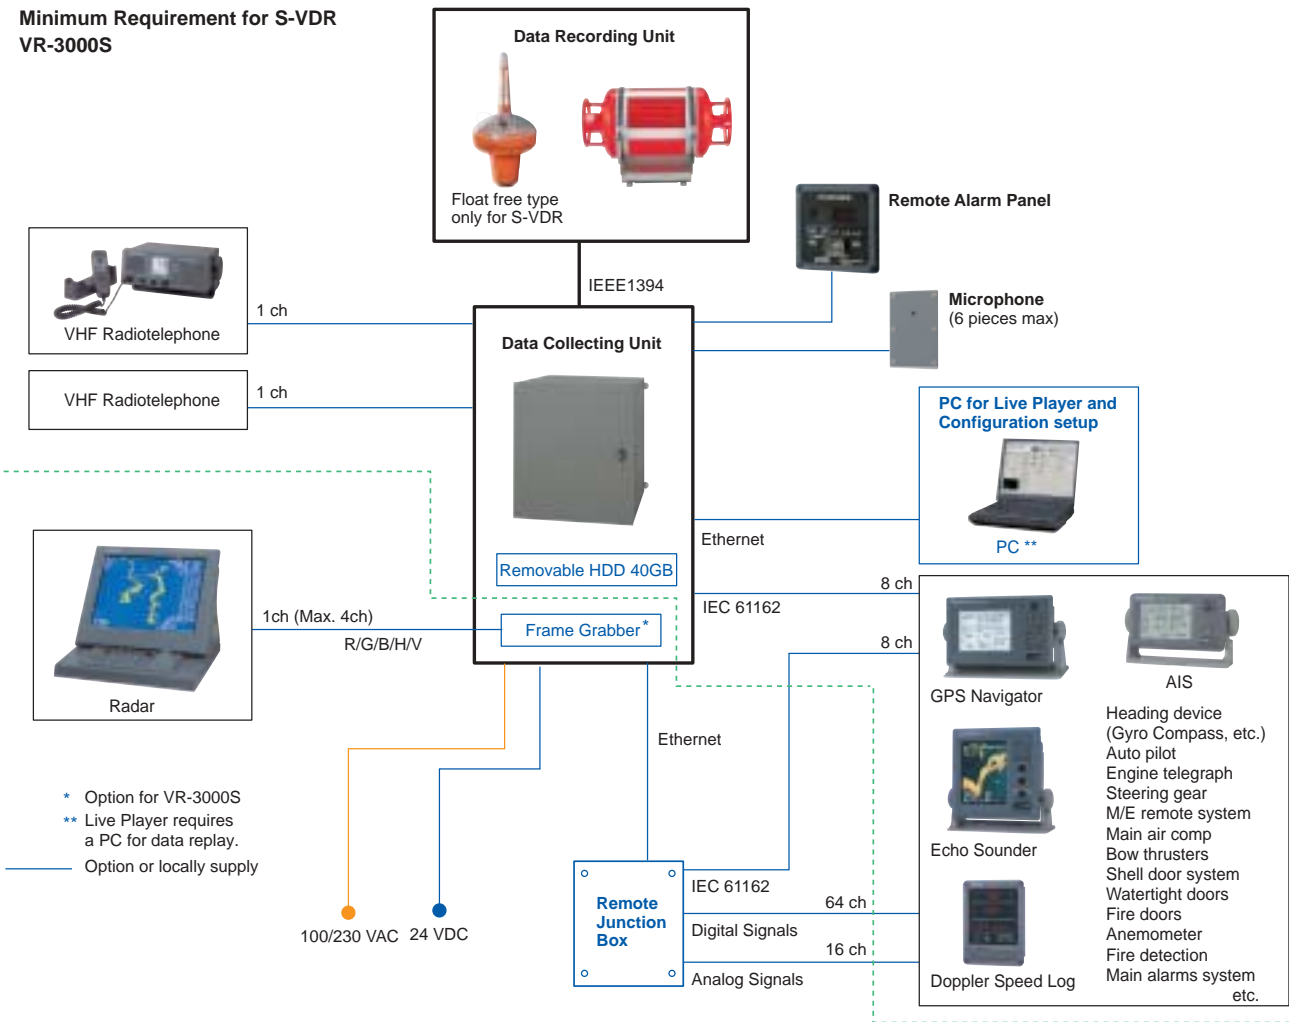 Minimum Requirement for S-VDR
VR-3000S
Data Recording Unit
Float free type
only for S-VDR
Remote Alarm Panel
IEEE1394
Microphone
(6 pieces max)
VHF Radiotelephone
1 ch
VHF Radiotelephone
1 ch
Data Collecting Unit
PC for Live Player and
Configuration setup
PC **
Ethernet
Removable HDD 40GB
Frame Grabber*
IEC 61162
8 ch
8 ch
1ch (Max. 4ch)
R/G/B/H/V
Radar
GPS Navigator
AIS
Ethernet
Heading device
(Gyro Compass, etc.)
Auto pilot
Engine telegraph
Steering gear
M/E remote system
Main air comp
Bow thrusters
Shell door system
Watertight doors
Fire doors
Anemometer
Fire detection
Main alarms system
etc.
Echo Sounder
Doppler Speed Log
* Option for VR-3000S
** Live Player requires
a PC for data replay.
Option or locally supply
100/230 VAC
24 VDC
Remote
Junction
Box
IEC 61162
64 ch
Digital Signals
16 ch
Analog Signals